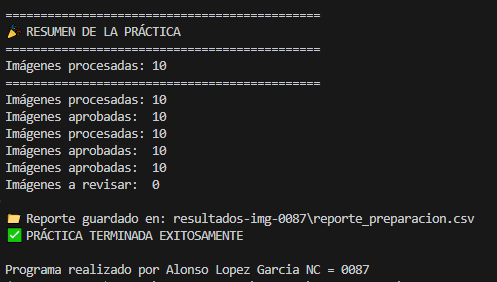 ==========================================
🎉 RESUMEN DE LA PRÁCTICA
==========================================
Imágenes procesadas: 10
==========================================
Imágenes procesadas: 10
Imágenes aprobadas:  10
Imágenes procesadas: 10
Imágenes aprobadas:  10
Imágenes aprobadas:  10
Imágenes a revisar:  0
📁 Reporte guardado en: resultados-img-0087\reporte_preparacion.csv
✅ PRÁCTICA TERMINADA EXITOSAMENTE
Programa realizado por Alonso Lopez Garcia NC = 0087